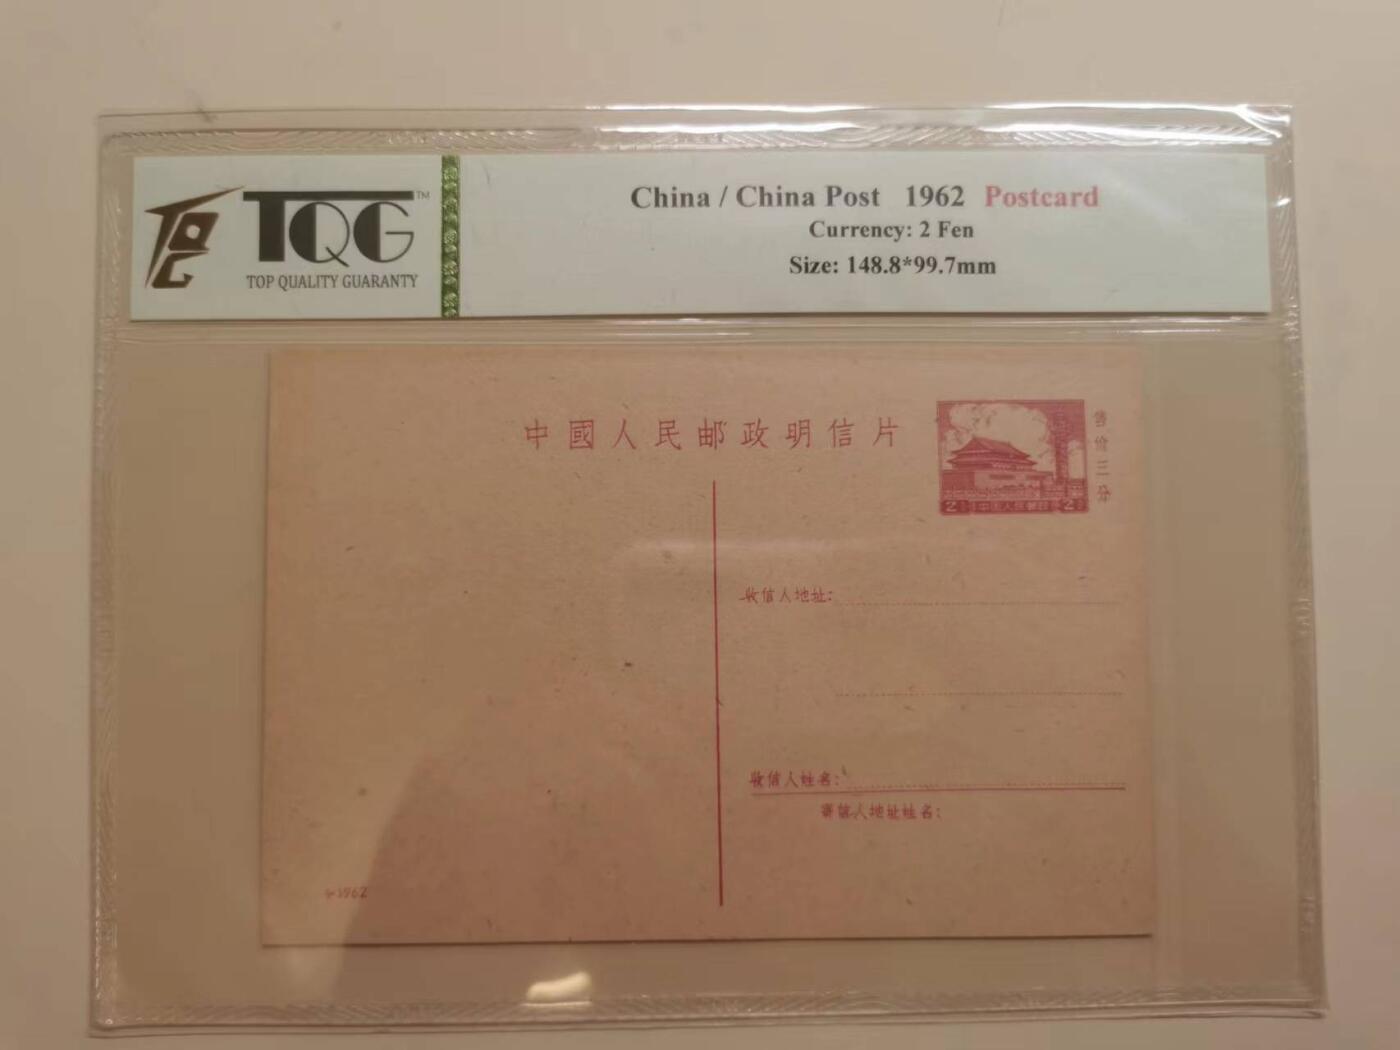 TQG™
TOP QUALITY GUARANTY
China / China Post 1962 Postcard
Currency: 2 Fen
Size: 148.8*99.7mm
中國人民邮政明信片
售价三分
2 中国人民邮政 2
收信人地址：
收信人姓名：
寄信人地址姓名：
1962